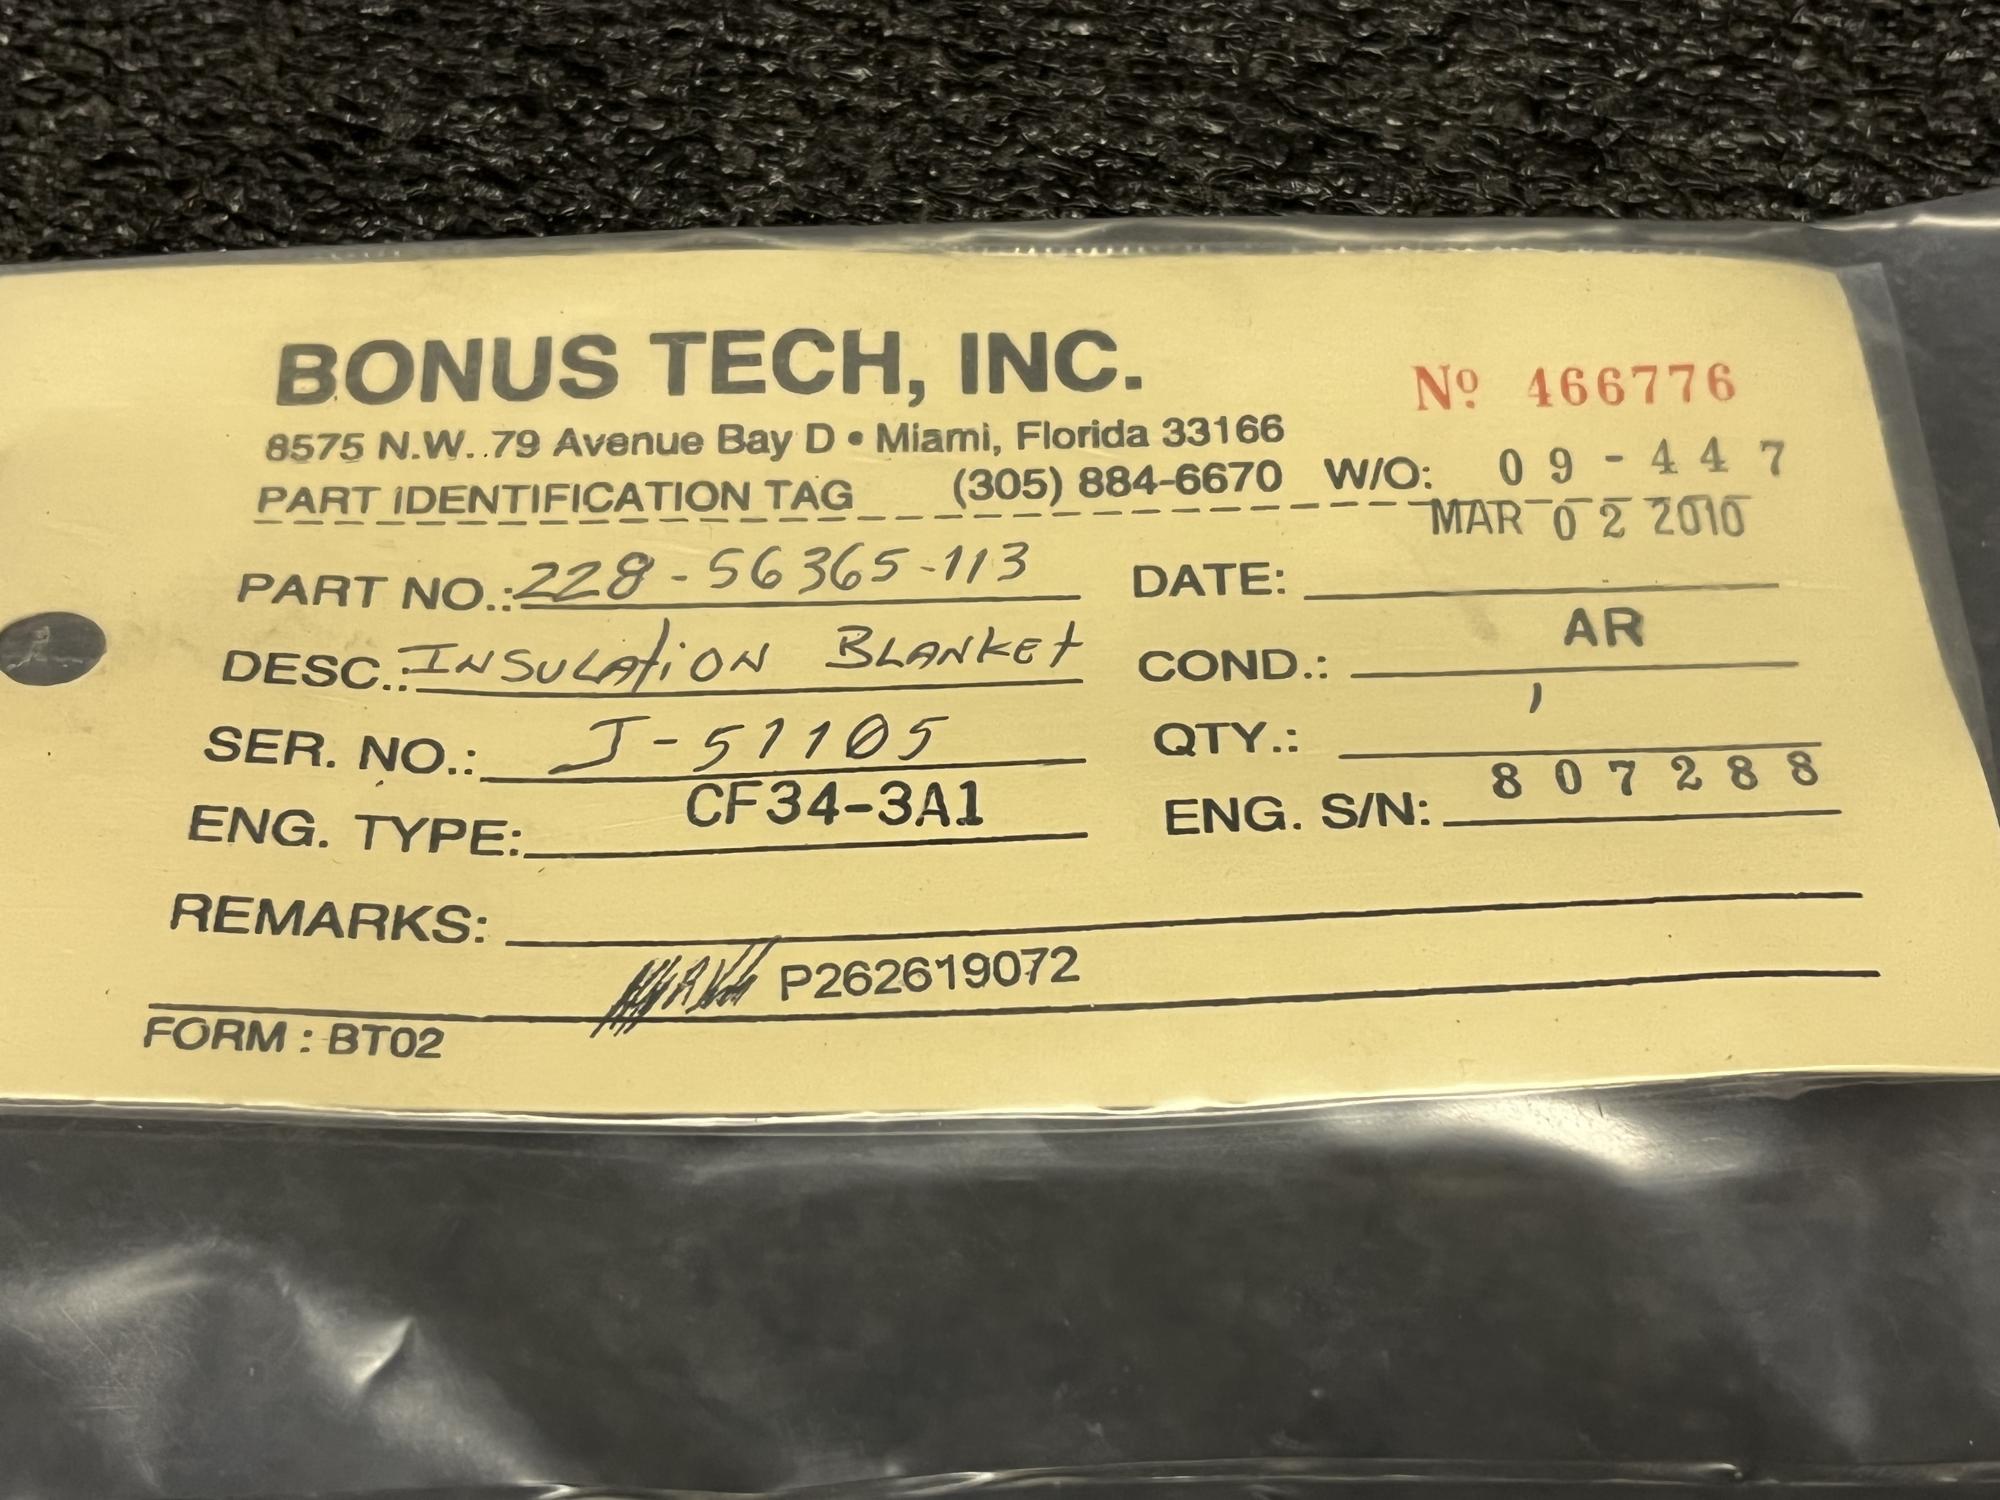 BONUS TECH, INC.
Nº 466776
8575 N.W. 79 Avenue Bay D • Miami, Florida 33166
PART IDENTIFICATION TAG (305) 884-6670 W/O: 09-447
MAR 02 2010
PART NO.: 228-56365-113 DATE:
DESC.: INSULAtiON BLANKEt COND.: AR
SER. NO.: J-51105 QTY.: 1
ENG. TYPE: CF34-3A1 ENG. S/N: 807288
REMARKS:
P262619072
FORM : BT02